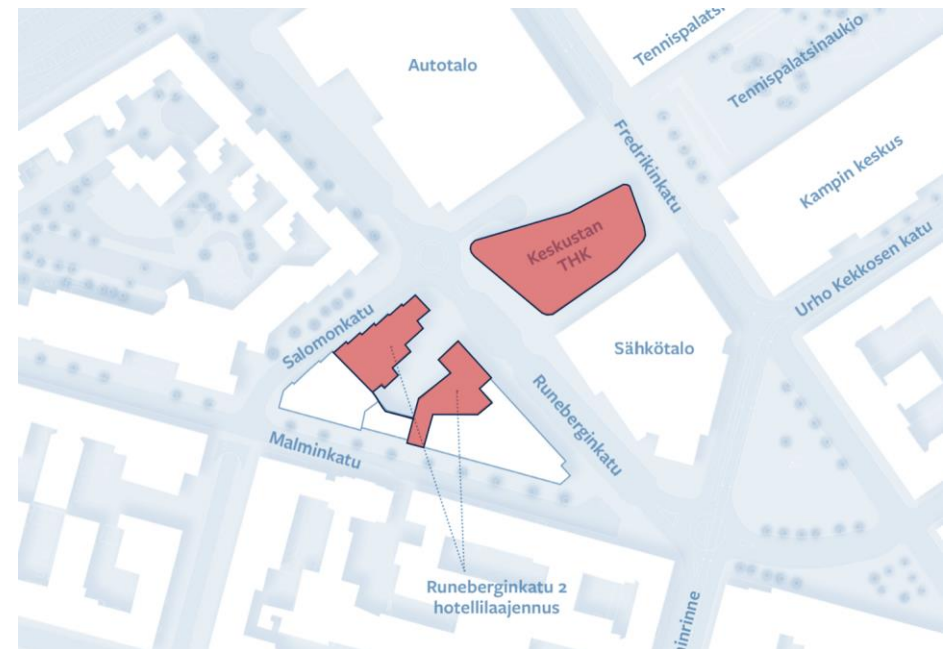 Autotalo
Tennispalats
Tennispalatsinaukio
Fredrikinkatu
Kampin keskus
Keskustan
THK
Urho Kekkosen katu
Salomonkatu
Sähkötalo
Runeberginkatu
Malminkatu
Runeberginkatu 2
hotellilaajennus
inrinne